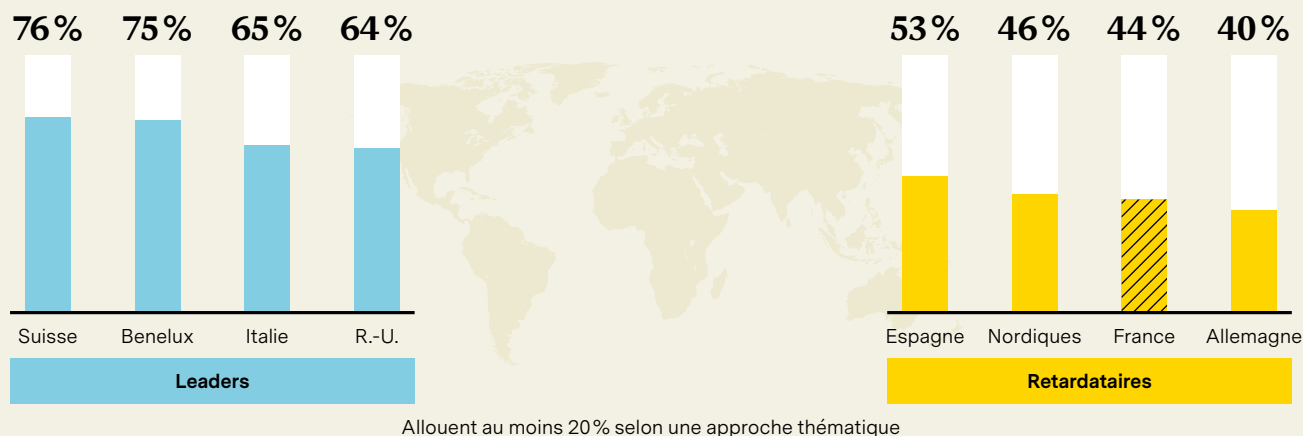 76 % 75 % 65 % 64 % 53 % 46 % 44 % 40 %
Suisse Benelux Italie R.-U. Espagne Nordiques France Allemagne
Leaders Retardataires
Allouent au moins 20 % selon une approche thématique